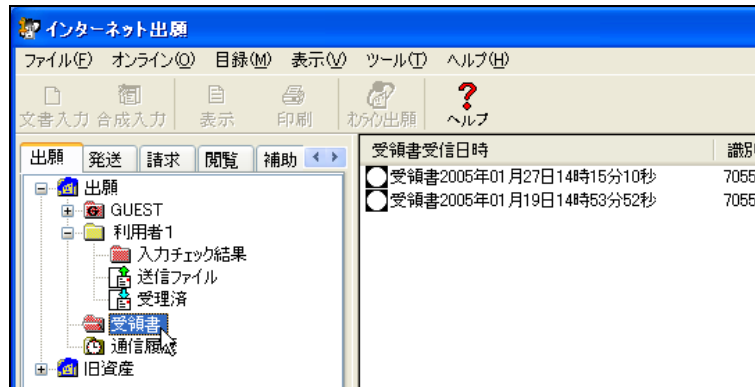 インターネット出願
ファイル(F) オンライン(O) 目録(M) 表示(V) ツール(T) ヘルプ(H)
文書入力 合成入力 表示 印刷 オンライン出願 ヘルプ
出願 発送 請求 閲覧 補助
受領書受信日時 識別
出願
受領書2005年01月27日14時15分10秒 7055
GUEST
受領書2005年01月19日14時53分52秒 7055
利用者1
入力チェック結果
送信ファイル
受理済
受領書
通信履歴
旧資産